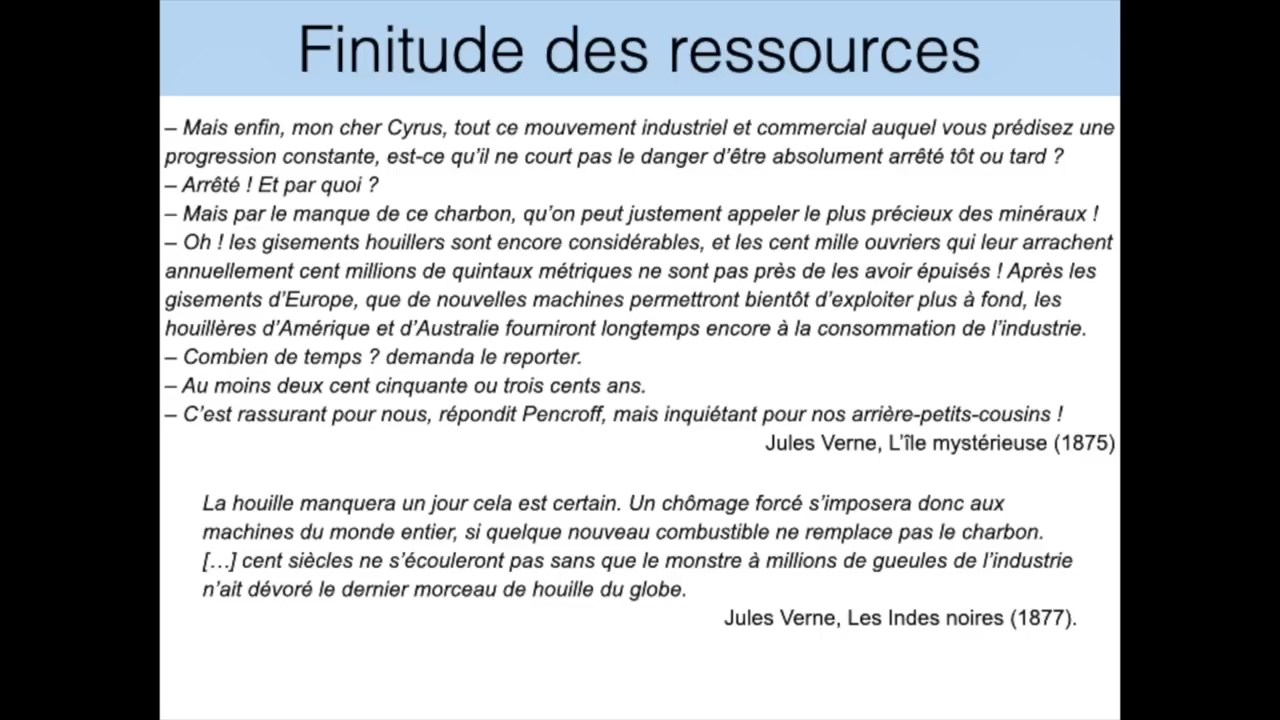 Finitude des ressources
– Mais enfin, mon cher Cyrus, tout ce mouvement industriel et commercial auquel vous prédisez une
progression constante, est-ce qu’il ne court pas le danger d’être absolument arrêté tôt ou tard ?
– Arrêté ! Et par quoi ?
– Mais par le manque de ce charbon, qu’on peut justement appeler le plus précieux des minéraux !
– Oh ! les gisements houillers sont encore considérables, et les cent mille ouvriers qui leur arrachent
annuellement cent millions de quintaux métriques ne sont pas près de les avoir épuisés ! Après les
gisements d’Europe, que de nouvelles machines permettront bientôt d’exploiter plus à fond, les
houillères d’Amérique et d’Australie fourniront longtemps encore à la consommation de l’industrie.
– Combien de temps ? demanda le reporter.
– Au moins deux cent cinquante ou trois cents ans.
– C’est rassurant pour nous, répondit Pencroff, mais inquiétant pour nos arrière-petits-cousins !
Jules Verne, L’île mystérieuse (1875)
La houille manquera un jour cela est certain. Un chômage forcé s’imposera donc aux
machines du monde entier, si quelque nouveau combustible ne remplace pas le charbon.
[…] cent siècles ne s’écouleront pas sans que le monstre à millions de gueules de l’industrie
n’ait dévoré le dernier morceau de houille du globe.
Jules Verne, Les Indes noires (1877).